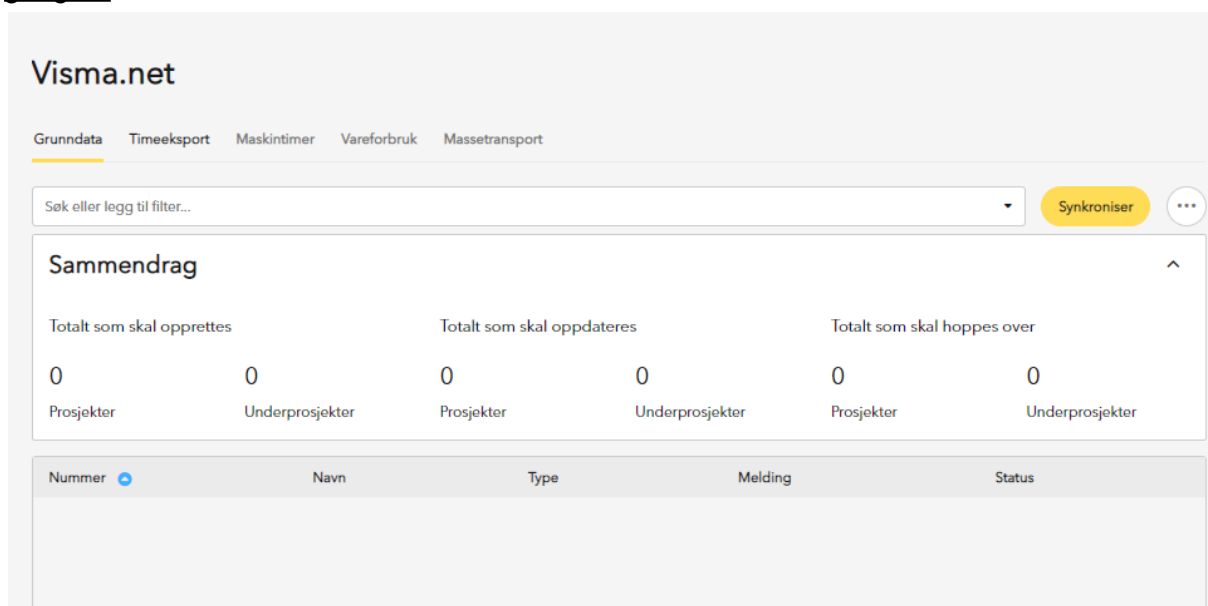 Visma.net
Grunndata Timeeksport Maskintimer Vareforbruk Massetransport
Søk eller legg til filter... Synkroniser
Sammendrag
Totalt som skal opprettes Totalt som skal oppdateres Totalt som skal hoppes over
0 0 0 0 0 0
Prosjekter Underprosjekter Prosjekter Underprosjekter Prosjekter Underprosjekter
Nummer Navn Type Melding Status